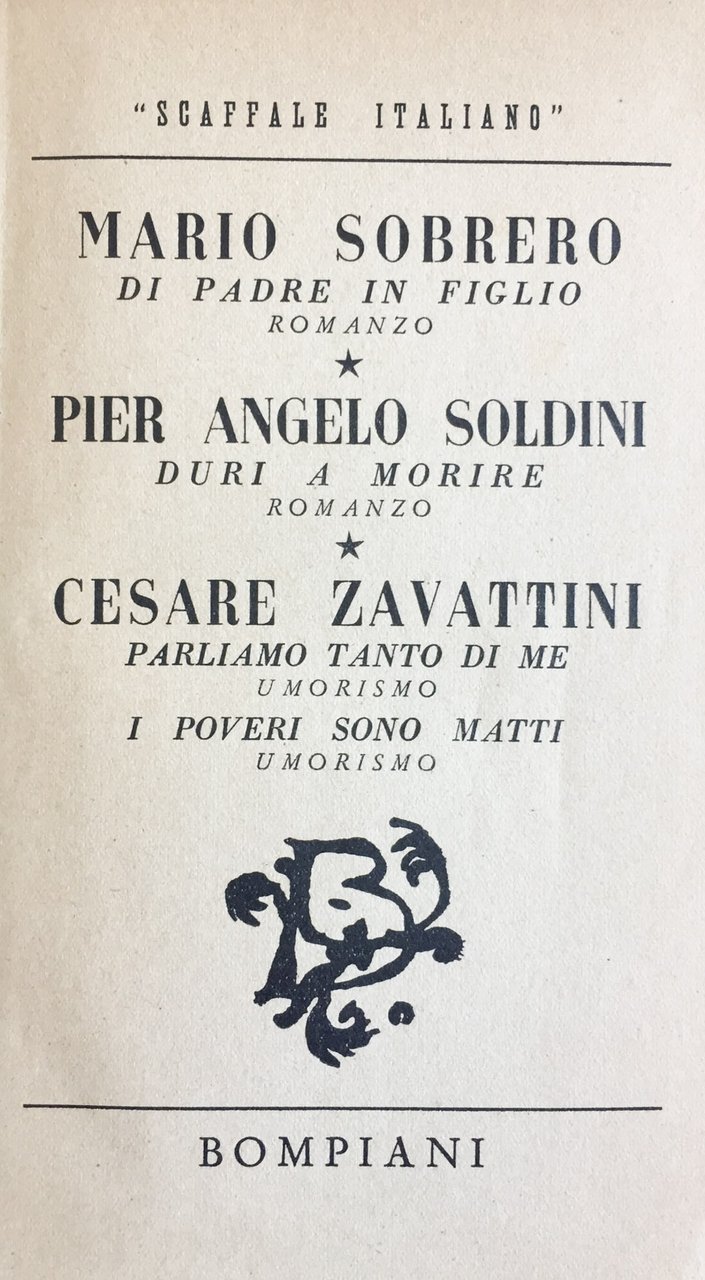 "SCAFFALE ITALIANO"
MARIO SOBRERO
DI PADRE IN FIGLIO
ROMANZO
★
PIER ANGELO SOLDINI
DURI A MORIRE
ROMANZO
★
CESARE ZAVATTINI
PARLIAMO TANTO DI ME
UMORISMO
I POVERI SONO MATTI
UMORISMO
B
BOMPIANI